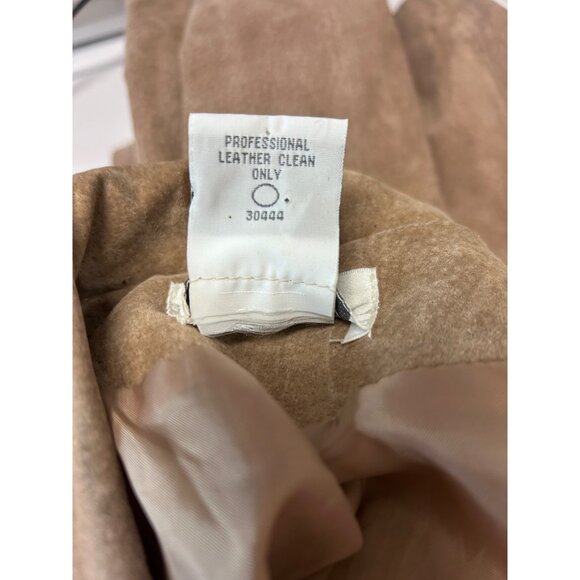 PROFESSIONAL
LEATHER CLEAN
ONLY
30444